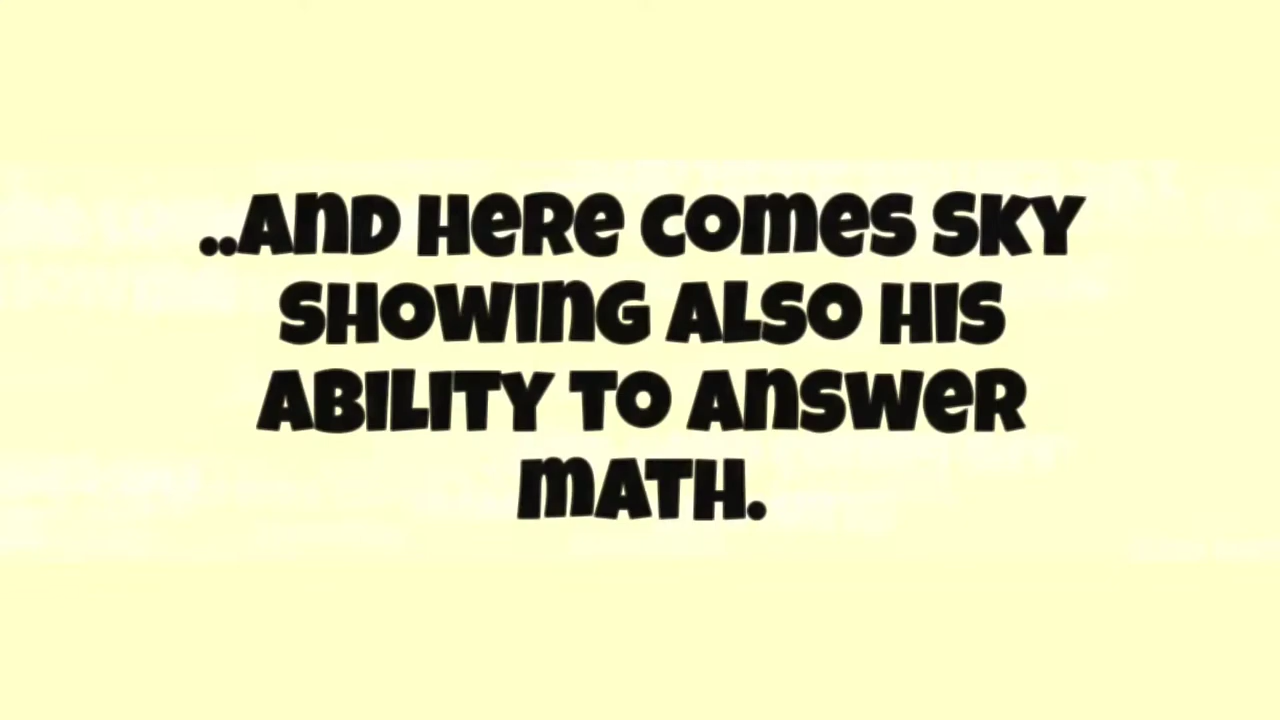 ..And Here comes Sky
showing also his
ability to answer
math.